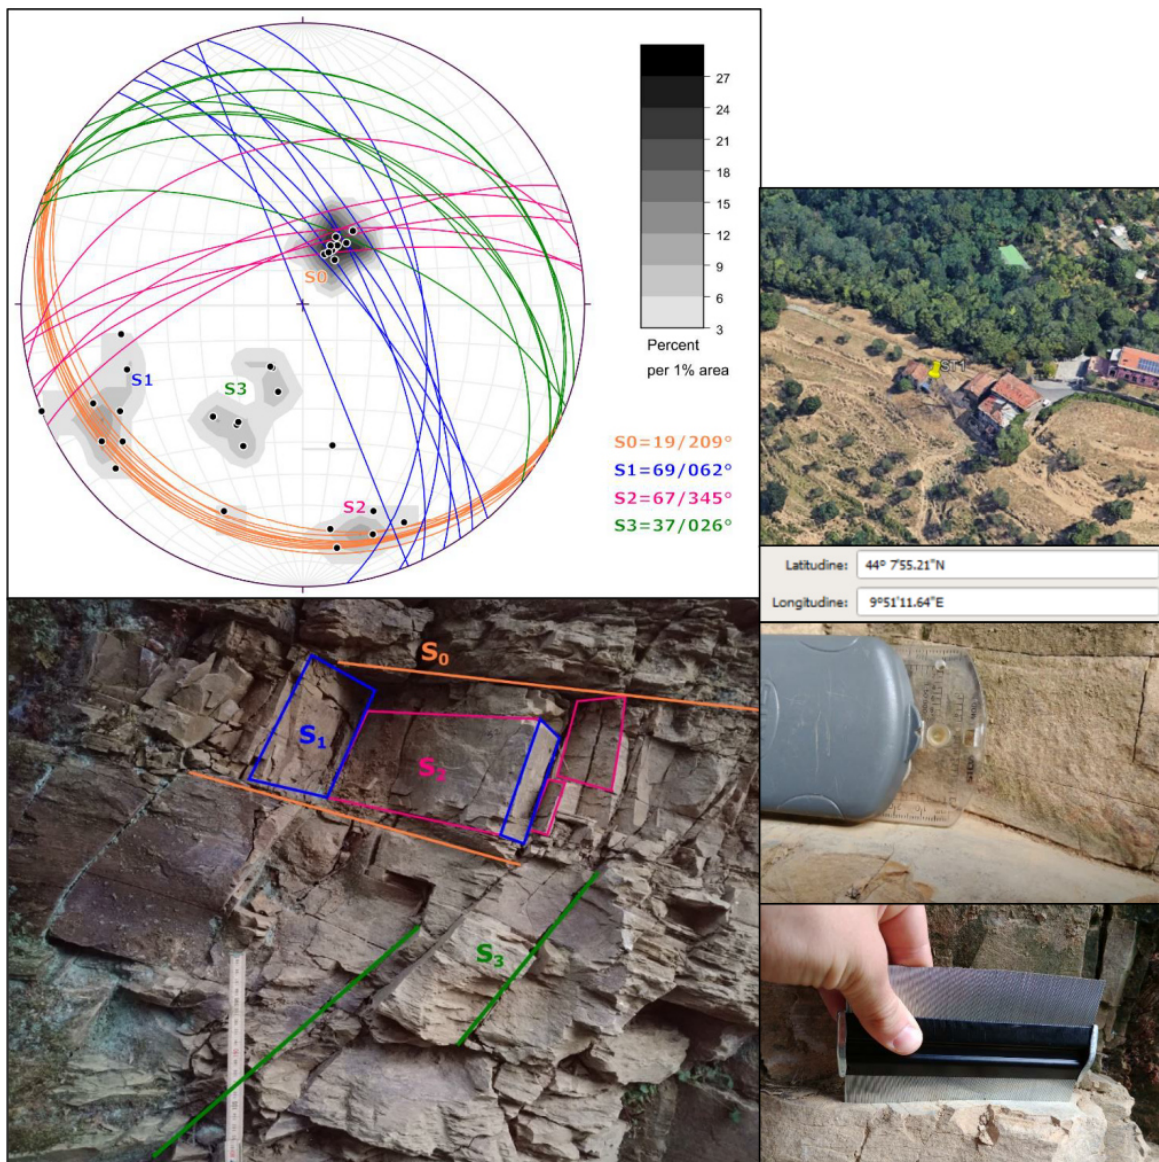 27
24
21
18
15
12
9
6
3
Percent
per 1% area
S0
S1
S3
S2
S0=19/209°
S1=69/062°
S2=67/345°
S3=37/026°
ST1
Latitudine: 44° 7'55.21"N
Longitudine: 9°51'11.64"E
S₀
S₁
S₂
S₃